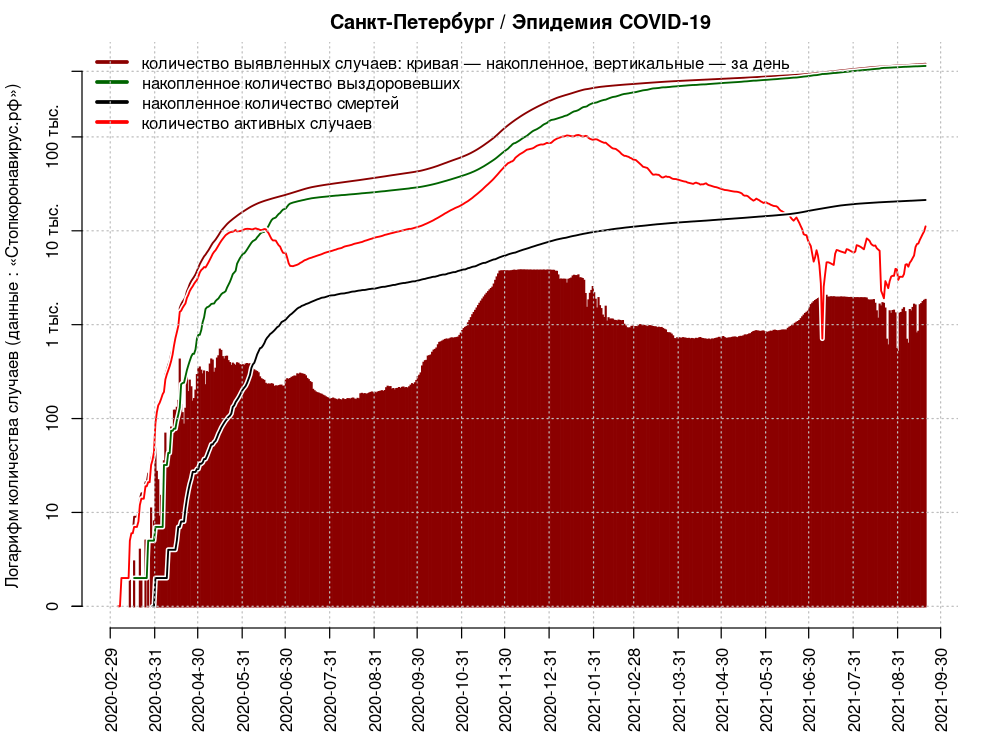 Санкт-Петербург / Эпидемия COVID-19
количество выявленных случаев: кривая — накопленное, вертикальные — за день
накопленное количество выздоровевших
накопленное количество смертей
количество активных случаев
Логарифм количества случаев (данные : «Стопкоронавирус.рф»)
100 тыс.
10 тыс.
1 тыс.
100
10
0
2020-02-29
2020-03-31
2020-04-30
2020-05-31
2020-06-30
2020-07-31
2020-08-31
2020-09-30
2020-10-31
2020-11-30
2020-12-31
2021-01-31
2021-02-28
2021-03-31
2021-04-30
2021-05-31
2021-06-30
2021-07-31
2021-08-31
2021-09-30